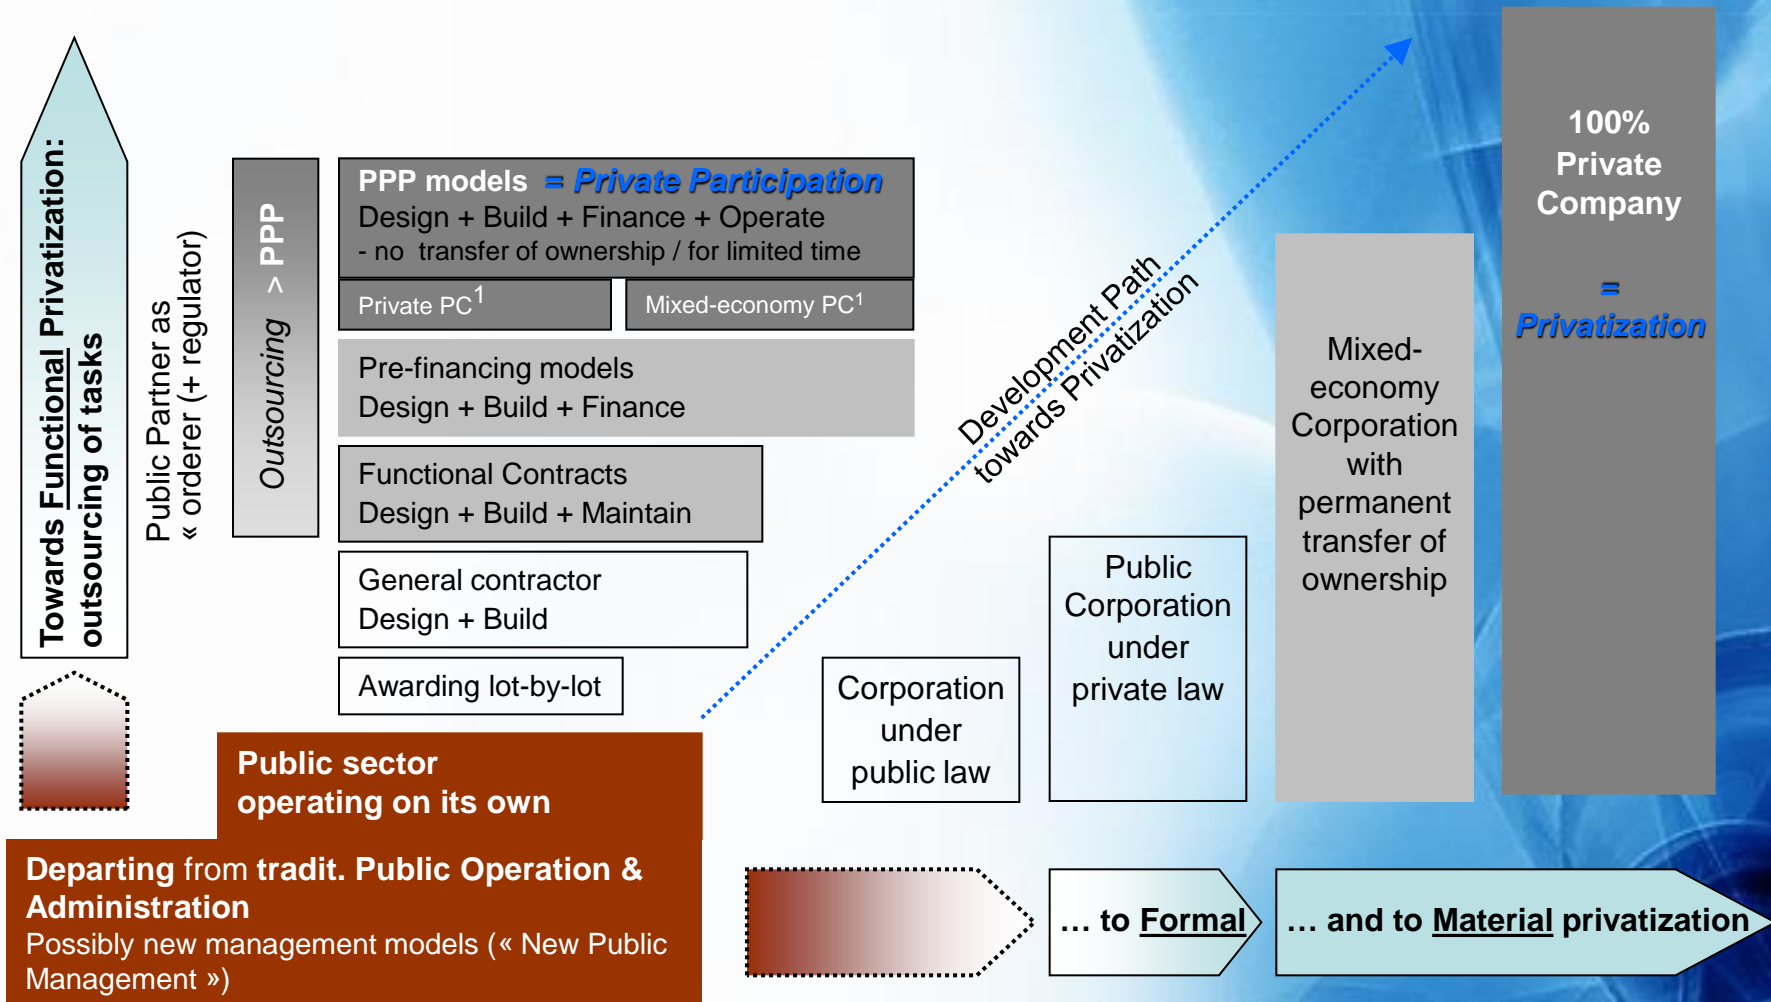 Towards Functional Privatization:
outsourcing of tasks
Public Partner as
« orderer (+ regulator)
Outsourcing > PPP
PPP models = Private Participation
Design + Build + Finance + Operate
- no transfer of ownership / for limited time
Private PC1
Mixed-economy PC1
Pre-financing models
Design + Build + Finance
Functional Contracts
Design + Build + Maintain
General contractor
Design + Build
Awarding lot-by-lot
Public sector
operating on its own
Departing from tradit. Public Operation &
Administration
Possibly new management models (« New Public
Management »)
Development Path
towards Privatization
Corporation
under
public law
Public
Corporation
under
private law
Mixed-
economy
Corporation
with
permanent
transfer of
ownership
100%
Private
Company
=
Privatization
... to Formal
... and to Material privatization